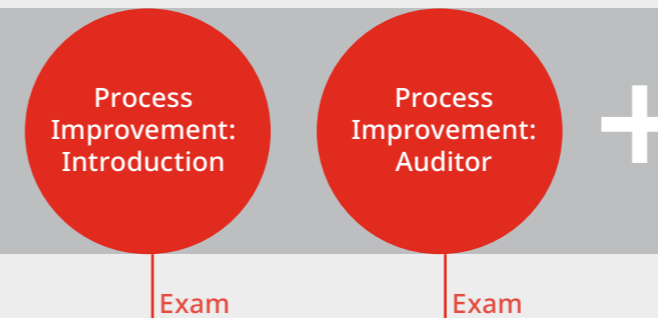 Process
Improvement:
Introduction
Process
Improvement:
Auditor
+
Exam
Exam